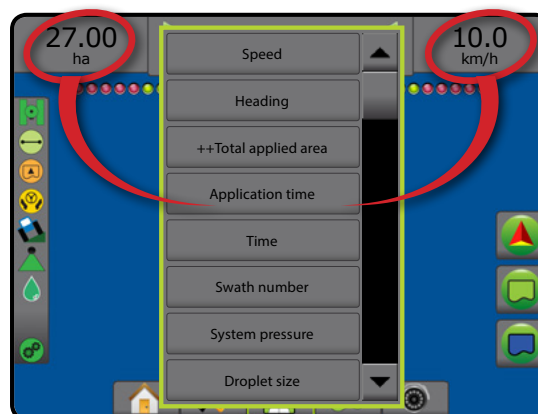 27.00
ha
10.0
km/h
Speed
Heading
++Total applied area
Application time
Time
Swath number
System pressure
Droplet size